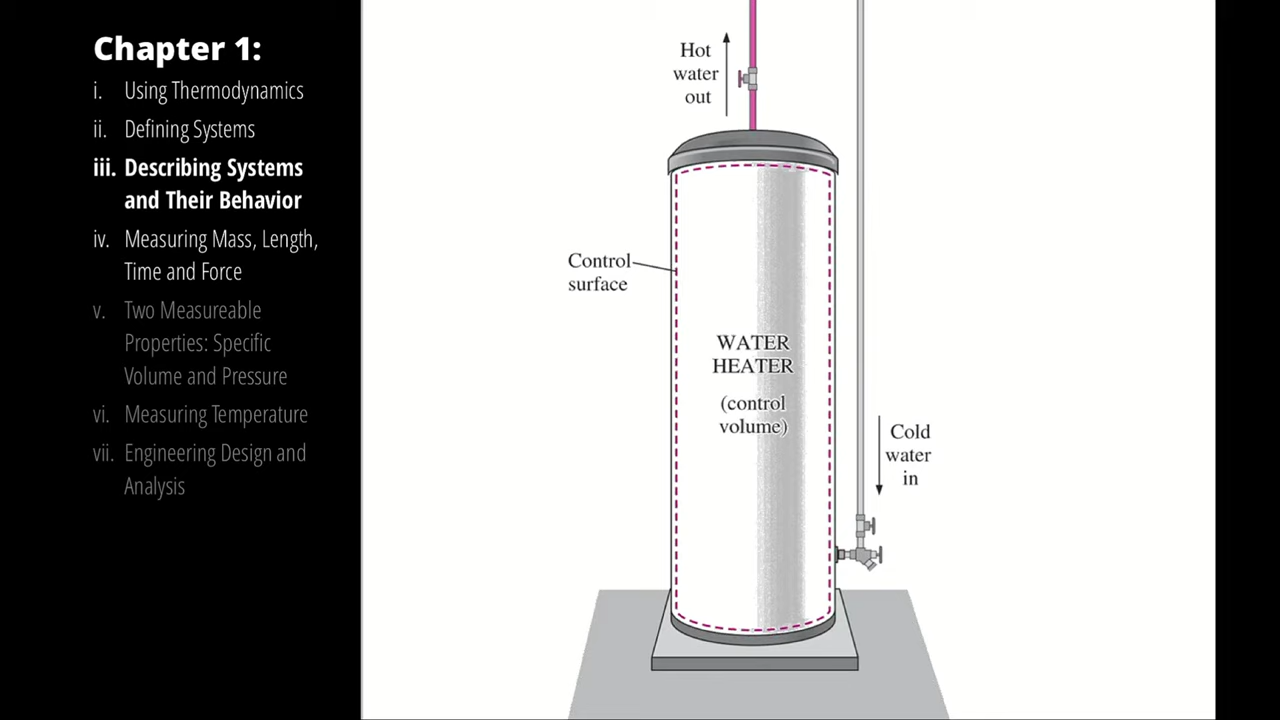 Chapter 1:
i. Using Thermodynamics
ii. Defining Systems
iii. Describing Systems
and Their Behavior
iv. Measuring Mass, Length,
Time and Force
v. Two Measureable
Properties: Specific
Volume and Pressure
vi. Measuring Temperature
vii. Engineering Design and
Analysis
Hot
water
out
Control
surface
WATER
HEATER
(control
volume)
Cold
water
in